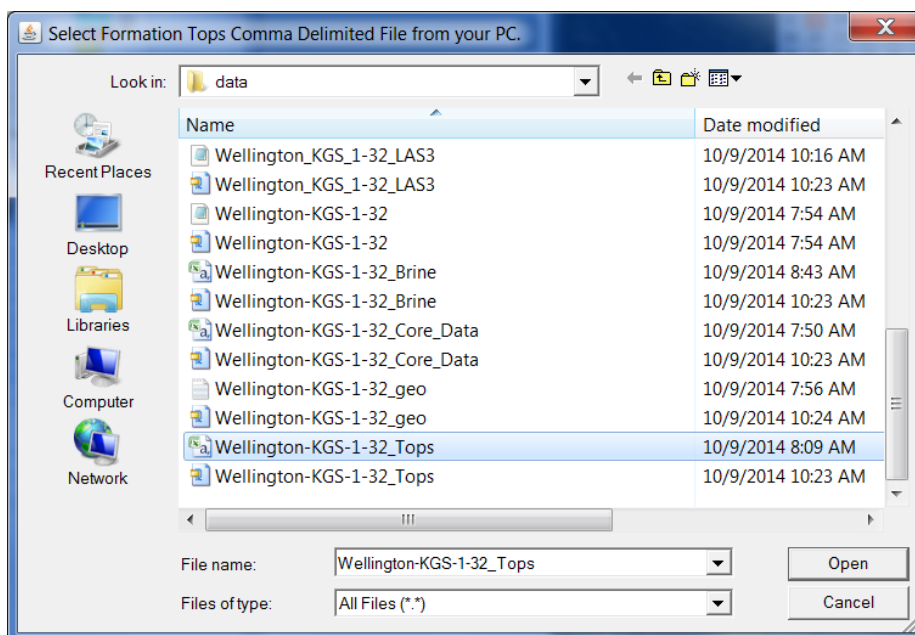 Select Formation Tops Comma Delimited File from your PC.
Look in: data
Recent Places
Desktop
Libraries
Computer
Network
Name Date modified
Wellington_KGS_1-32_LAS3 10/9/2014 10:16 AM
Wellington_KGS_1-32_LAS3 10/9/2014 10:23 AM
Wellington-KGS-1-32 10/9/2014 7:54 AM
Wellington-KGS-1-32 10/9/2014 7:54 AM
Wellington-KGS-1-32_Brine 10/9/2014 8:43 AM
Wellington-KGS-1-32_Brine 10/9/2014 10:23 AM
Wellington-KGS-1-32_Core_Data 10/9/2014 7:50 AM
Wellington-KGS-1-32_Core_Data 10/9/2014 10:23 AM
Wellington-KGS-1-32_geo 10/9/2014 7:56 AM
Wellington-KGS-1-32_geo 10/9/2014 10:24 AM
Wellington-KGS-1-32_Tops 10/9/2014 8:09 AM
Wellington-KGS-1-32_Tops 10/9/2014 10:23 AM
File name: Wellington-KGS-1-32_Tops Open
Files of type: All Files (*.*) Cancel